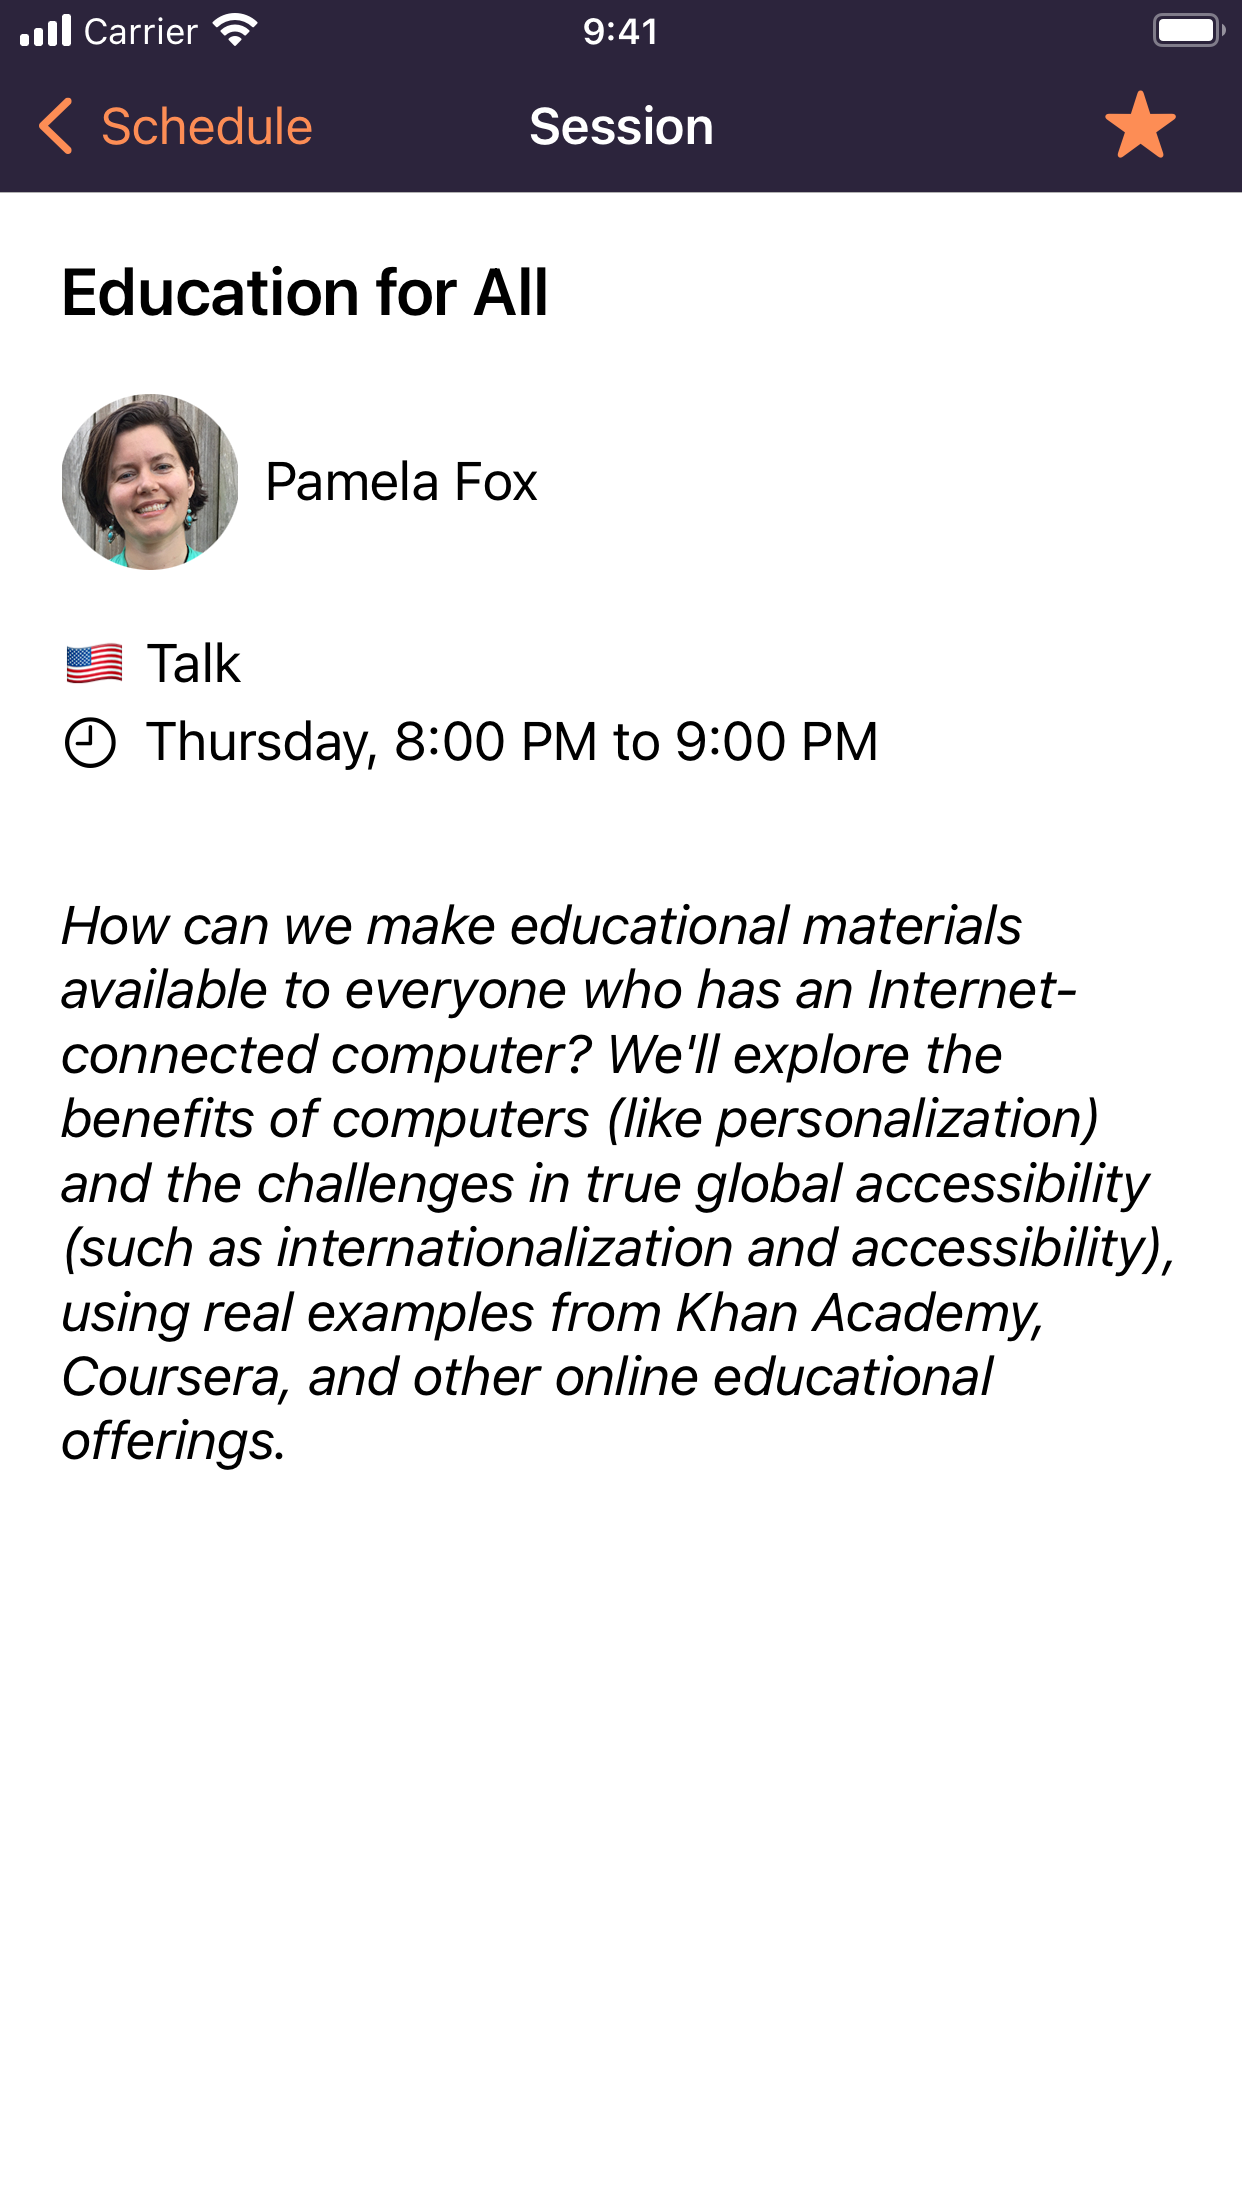 Carrier
9:41
Schedule
Session
Education for All
Pamela Fox
Talk
Thursday, 8:00 PM to 9:00 PM
How can we make educational materials
available to everyone who has an Internet-
connected computer? We'll explore the
benefits of computers (like personalization)
and the challenges in true global accessibility
(such as internationalization and accessibility),
using real examples from Khan Academy,
Coursera, and other online educational
offerings.